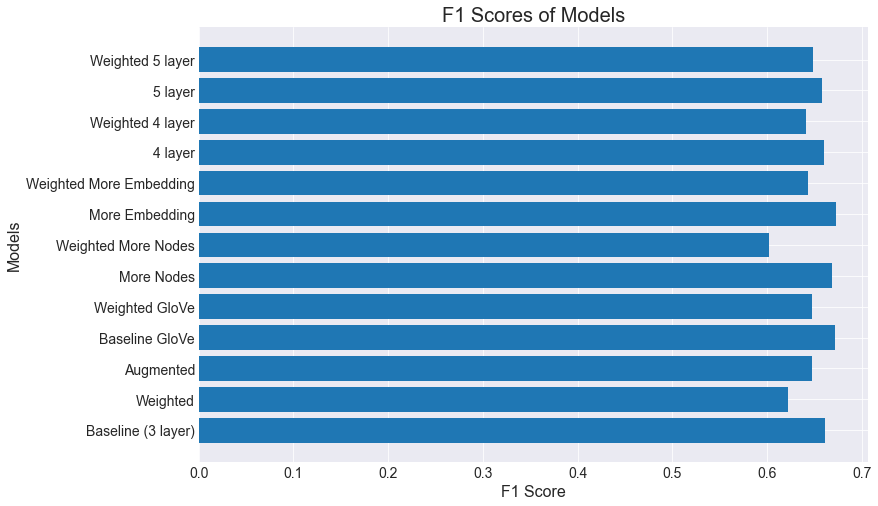 F1 Scores of Models
Models
Weighted 5 layer
5 layer
Weighted 4 layer
4 layer
Weighted More Embedding
More Embedding
Weighted More Nodes
More Nodes
Weighted GloVe
Baseline GloVe
Augmented
Weighted
Baseline (3 layer)
0.0 0.1 0.2 0.3 0.4 0.5 0.6 0.7
F1 Score